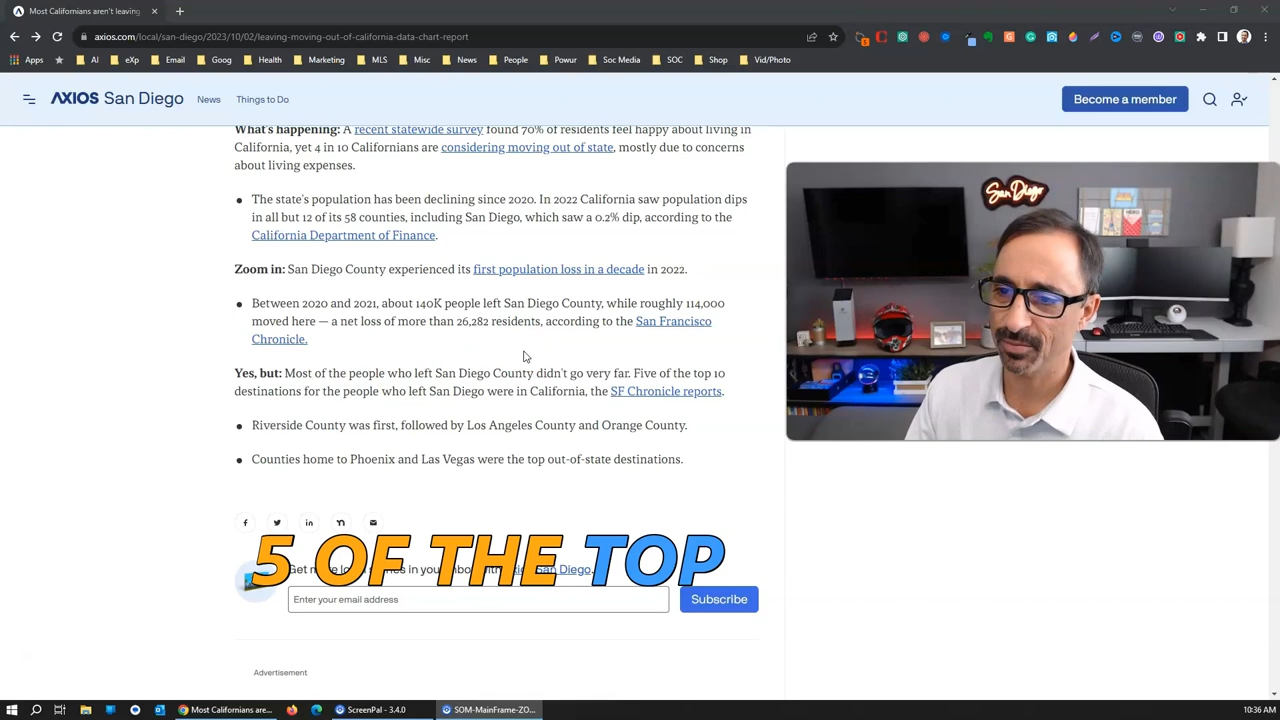 Most Californians aren't leaving
axios.com/local/san-diego/2023/10/02/leaving-moving-out-of-california-data-chart-report
Apps AI eXp Email Goog Health Marketing MLS Misc News People Powur Soc Media SOC Shop Vid/Photo
AXIOS San Diego News Things to Do Become a member
What's happening: A recent statewide survey found 70% of residents feel happy about living in
California, yet 4 in 10 Californians are considering moving out of state, mostly due to concerns
about living expenses.
The state's population has been declining since 2020. In 2022 California saw population dips
in all but 12 of its 58 counties, including San Diego, which saw a 0.2% dip, according to the
California Department of Finance.
Zoom in: San Diego County experienced its first population loss in a decade in 2022.
Between 2020 and 2021, about 140K people left San Diego County, while roughly 114,000
moved here — a net loss of more than 26,282 residents, according to the San Francisco
Chronicle.
Yes, but: Most of the people who left San Diego County didn't go very far. Five of the top 10
destinations for the people who left San Diego were in California, the SF Chronicle reports.
Riverside County was first, followed by Los Angeles County and Orange County.
Counties home to Phoenix and Las Vegas were the top out-of-state destinations.
San Diego
5 OF THE TOP
San Diego.
Enter your email address Subscribe
Advertisement
Most Californians are... ScreenPal - 3.4.0 SOM-MainFrame-ZO... 10:36 AM